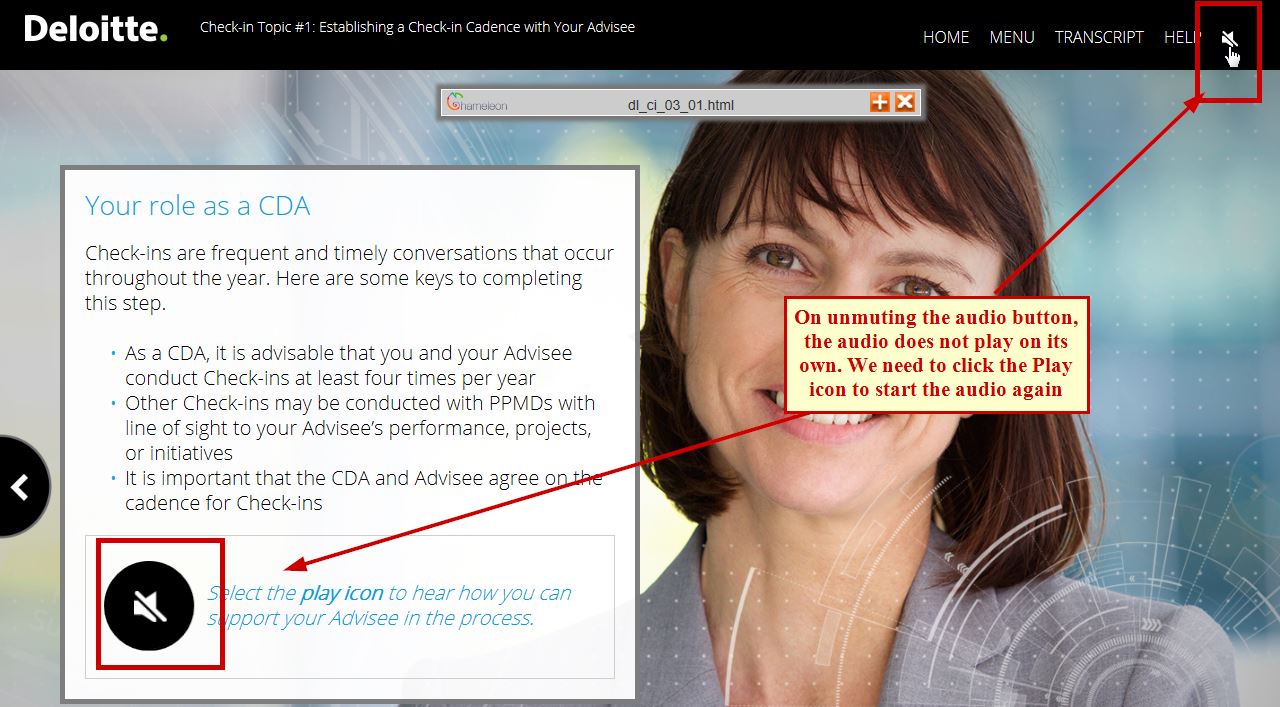 Deloitte.
Check-in Topic #1: Establishing a Check-in Cadence with Your Advisee
HOME MENU TRANSCRIPT HELP
Chameleon dl_ci_03_01.html
Your role as a CDA
Check-ins are frequent and timely conversations that occur
throughout the year. Here are some keys to completing
this step.
• As a CDA, it is advisable that you and your Advisee
conduct Check-ins at least four times per year
• Other Check-ins may be conducted with PPMDs with
line of sight to your Advisee’s performance, projects,
or initiatives
• It is important that the CDA and Advisee agree on the
cadence for Check-ins
Select the play icon to hear how you can
support your Advisee in the process.
On unmuting the audio button,
the audio does not play on its
own. We need to click the Play
icon to start the audio again